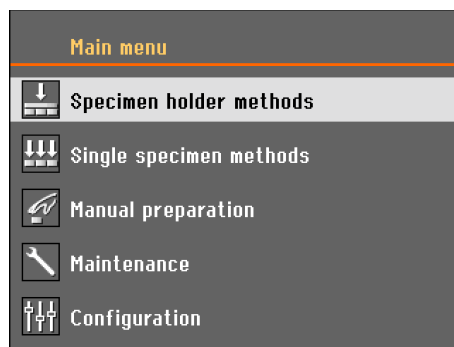 Main menu
Specimen holder methods
Single specimen methods
Manual preparation
Maintenance
Configuration